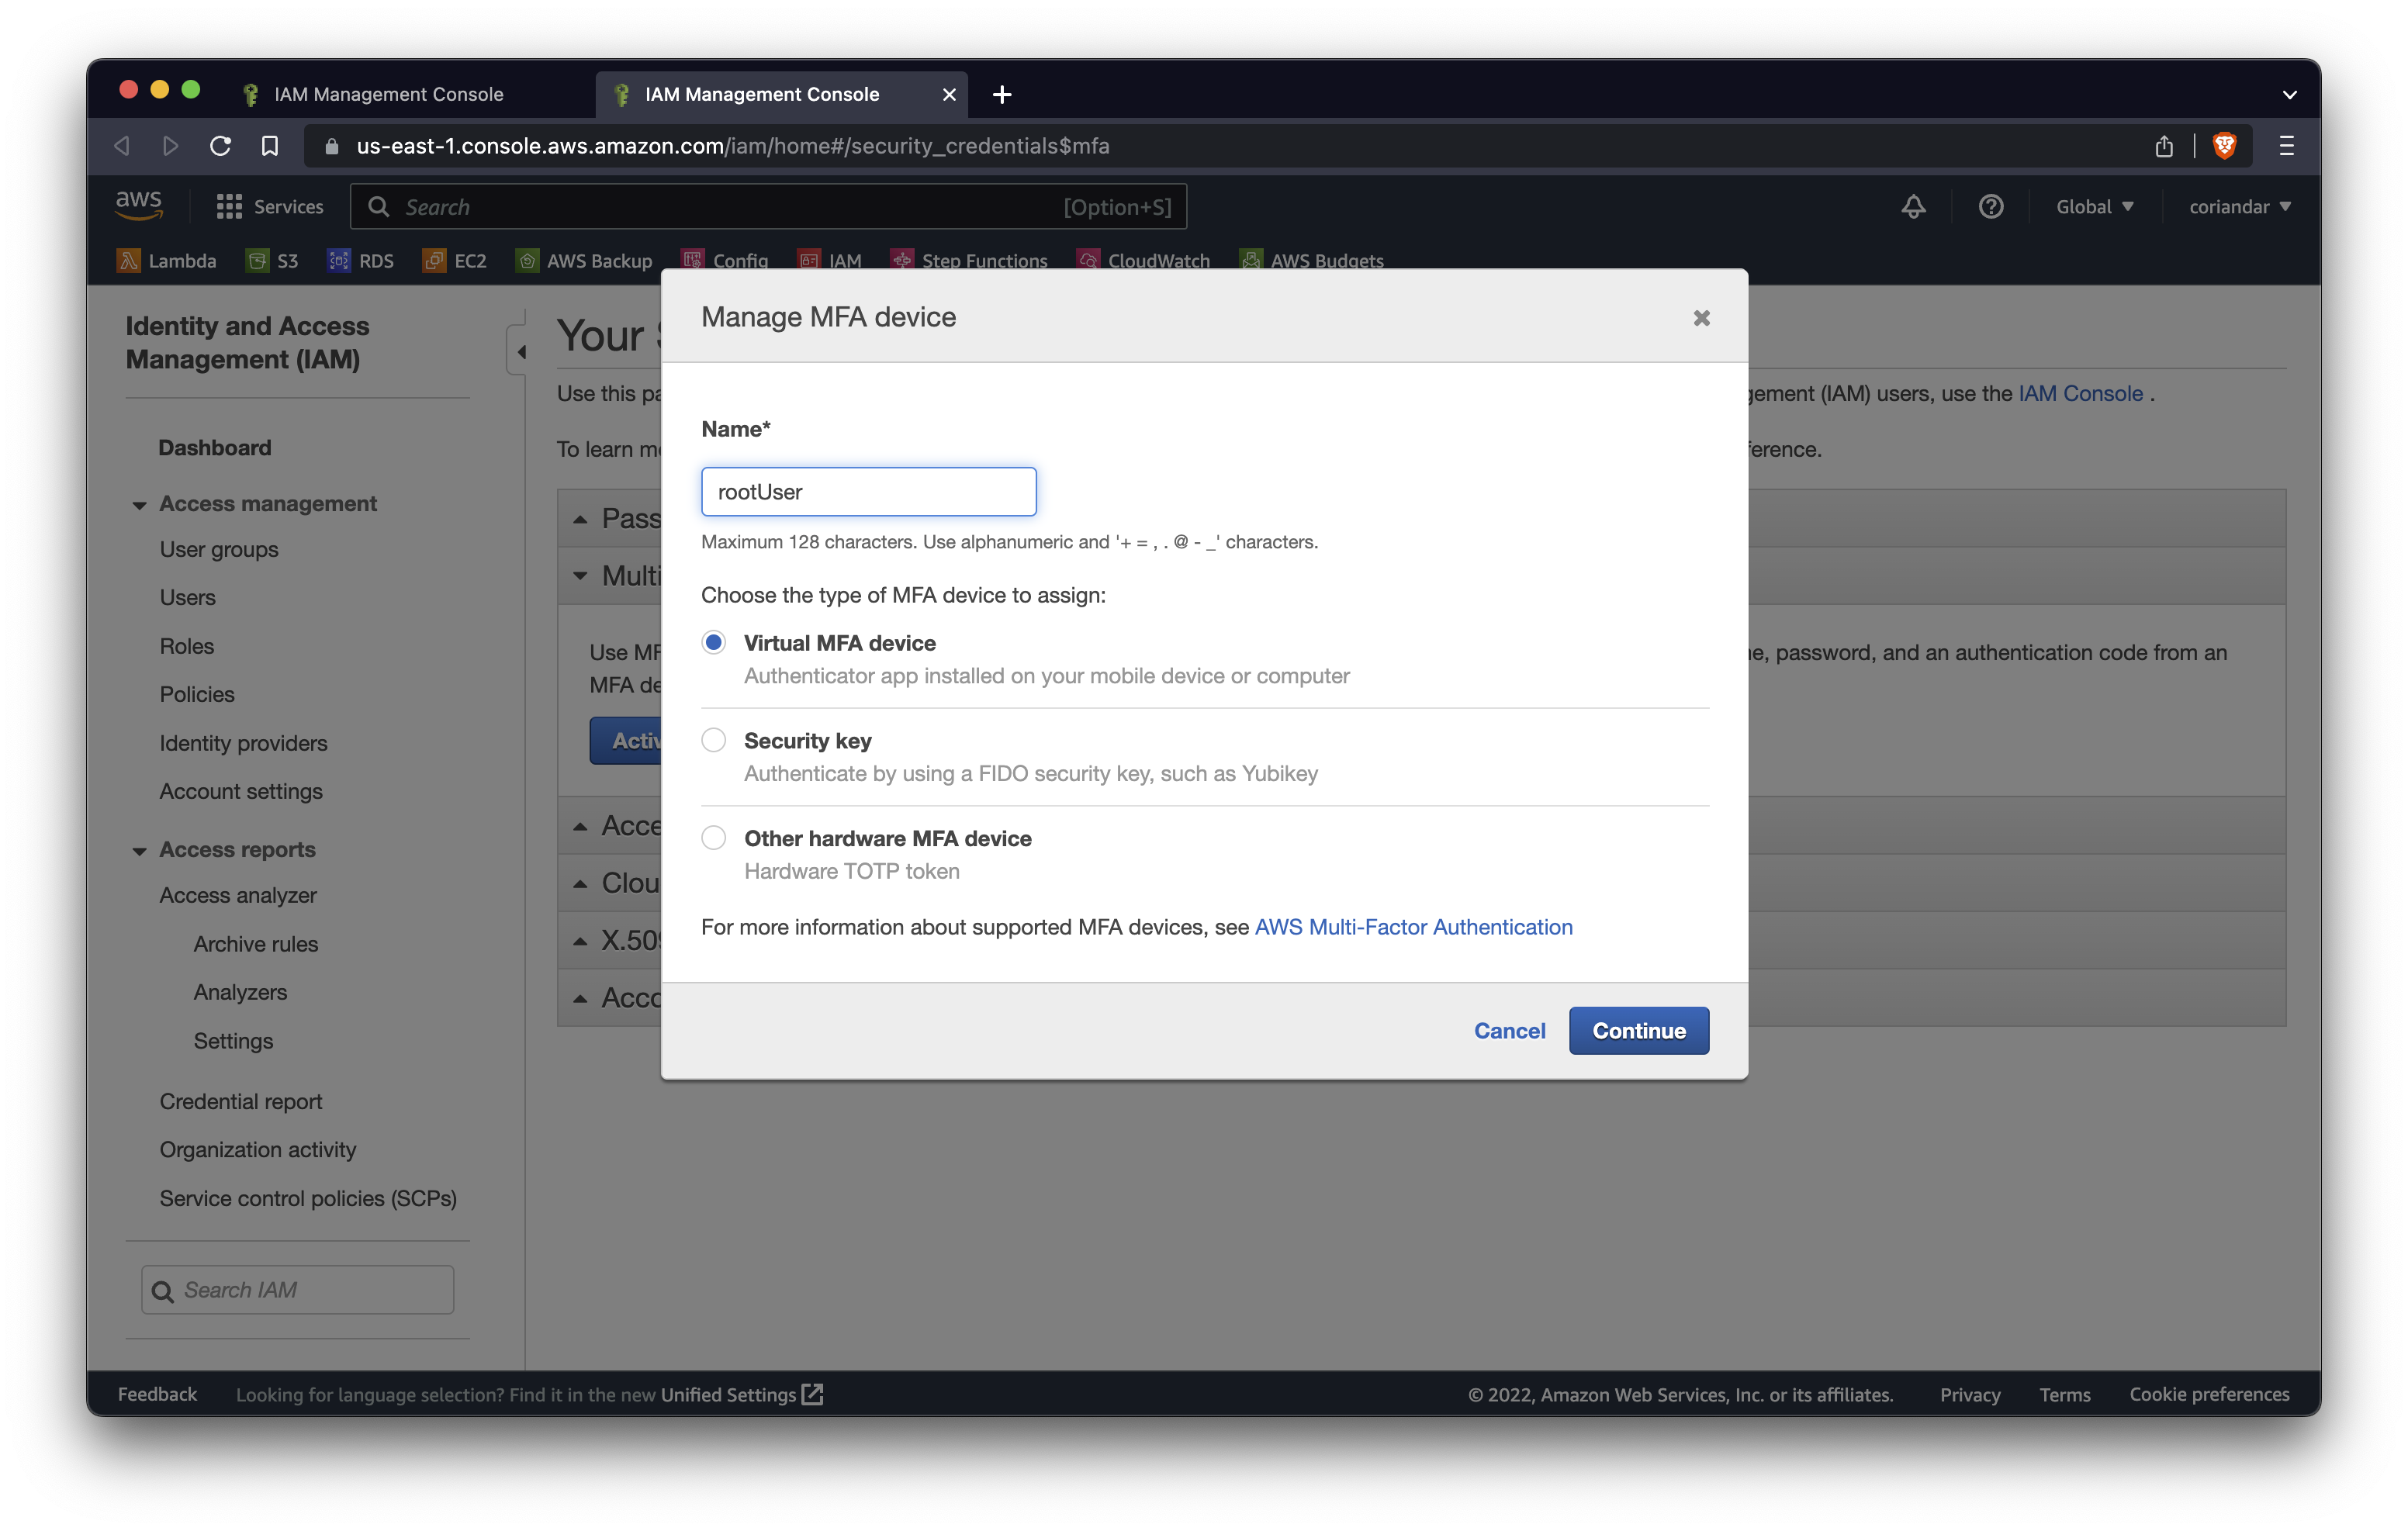 IAM Management Console
IAM Management Console
us-east-1.console.aws.amazon.com/iam/home#/security_credentials$mfa
aws
Services
Search
[Option+S]
Global
coriandar
Lambda
S3
RDS
EC2
AWS Backup
Config
IAM
Step Functions
CloudWatch
AWS Budgets
Identity and Access
Management (IAM)
Dashboard
Access management
User groups
Users
Roles
Policies
Identity providers
Account settings
Access reports
Access analyzer
Archive rules
Analyzers
Settings
Credential report
Organization activity
Service control policies (SCPs)
Search IAM
Your
Use this
gement (IAM) users, use the IAM Console .
To learn
ference.
Pass
Multi
Use MF
, password, and an authentication code from an
MFA de
Activ
Acce
Clou
X.50
Acco
Manage MFA device
Name*
rootUser
Maximum 128 characters. Use alphanumeric and '+ = , . @ - _' characters.
Choose the type of MFA device to assign:
Virtual MFA device
Authenticator app installed on your mobile device or computer
Security key
Authenticate by using a FIDO security key, such as Yubikey
Other hardware MFA device
Hardware TOTP token
For more information about supported MFA devices, see AWS Multi-Factor Authentication
Cancel
Continue
Feedback
Looking for language selection? Find it in the new Unified Settings
© 2022, Amazon Web Services, Inc. or its affiliates.
Privacy
Terms
Cookie preferences